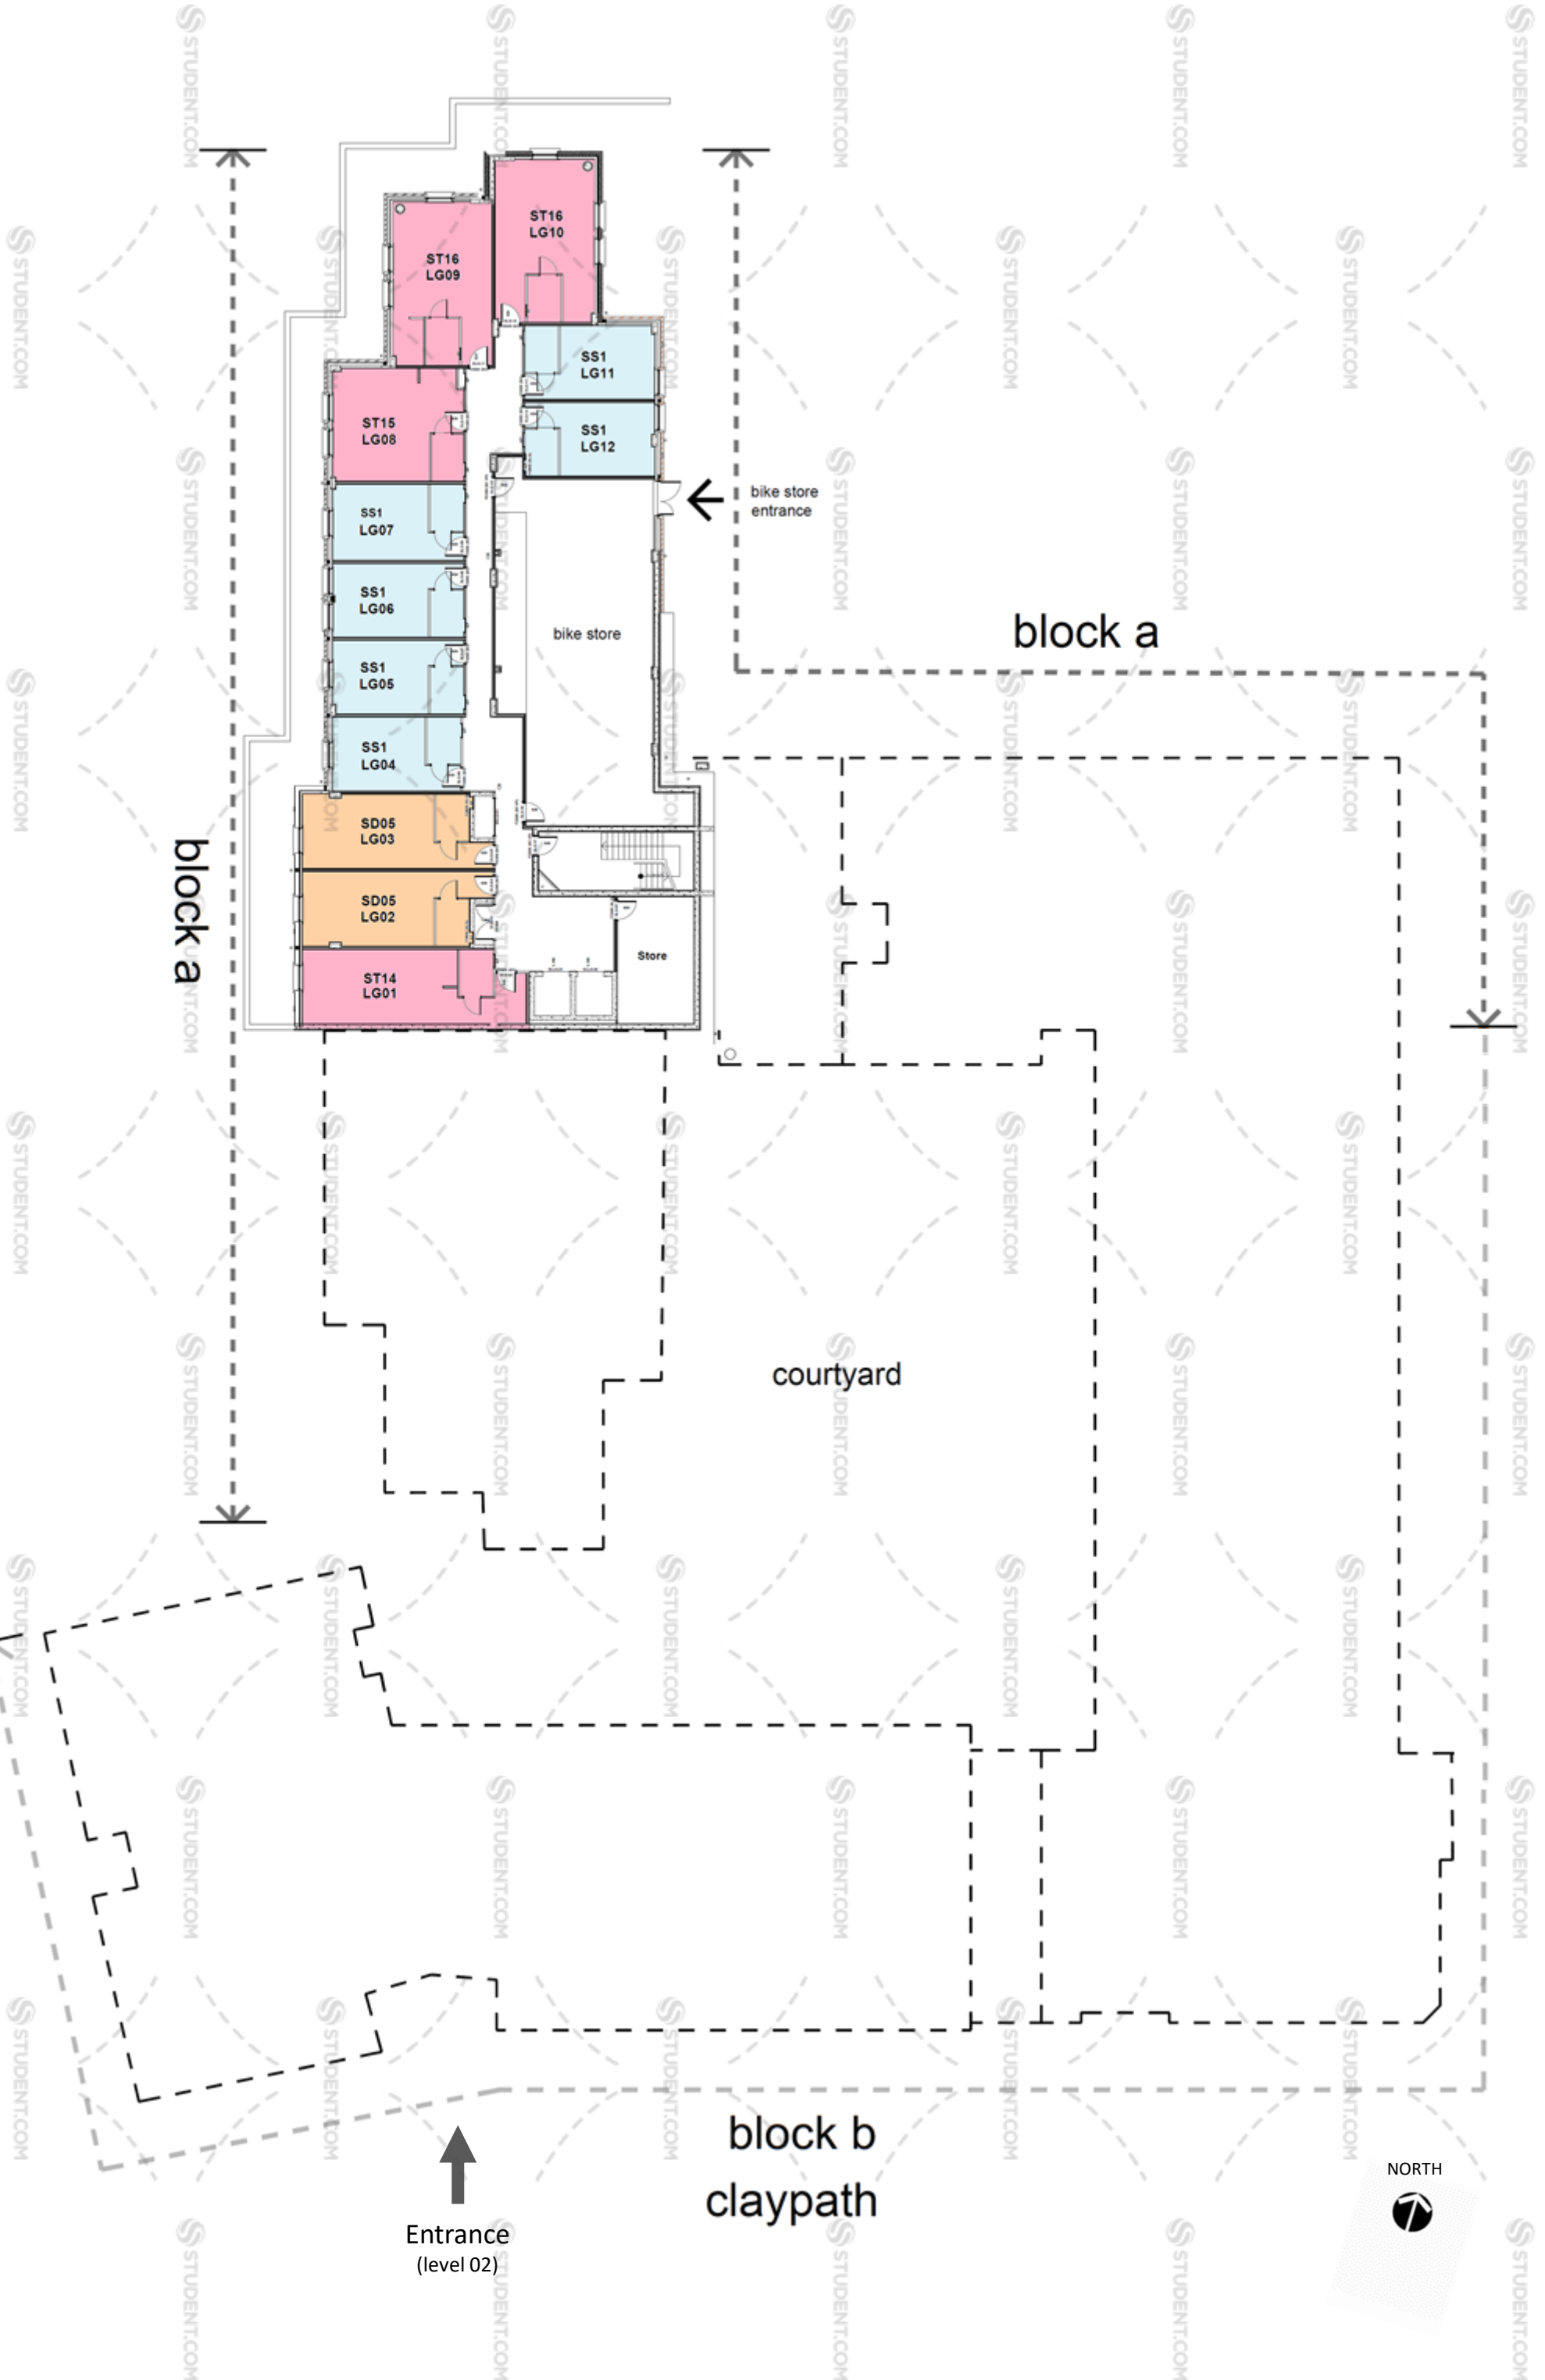 ST16
LG10
ST16
LG09
SS1
LG11
ST15
LG08
SS1
LG12
bike store
entrance
SS1
LG07
SS1
LG06
bike store
block a
SS1
LG05
SS1
LG04
SD05
LG03
block a
SD05
LG02
Store
ST14
LG01
courtyard
block b
claypath
NORTH
Entrance
(level 02)
STUDENT.COM